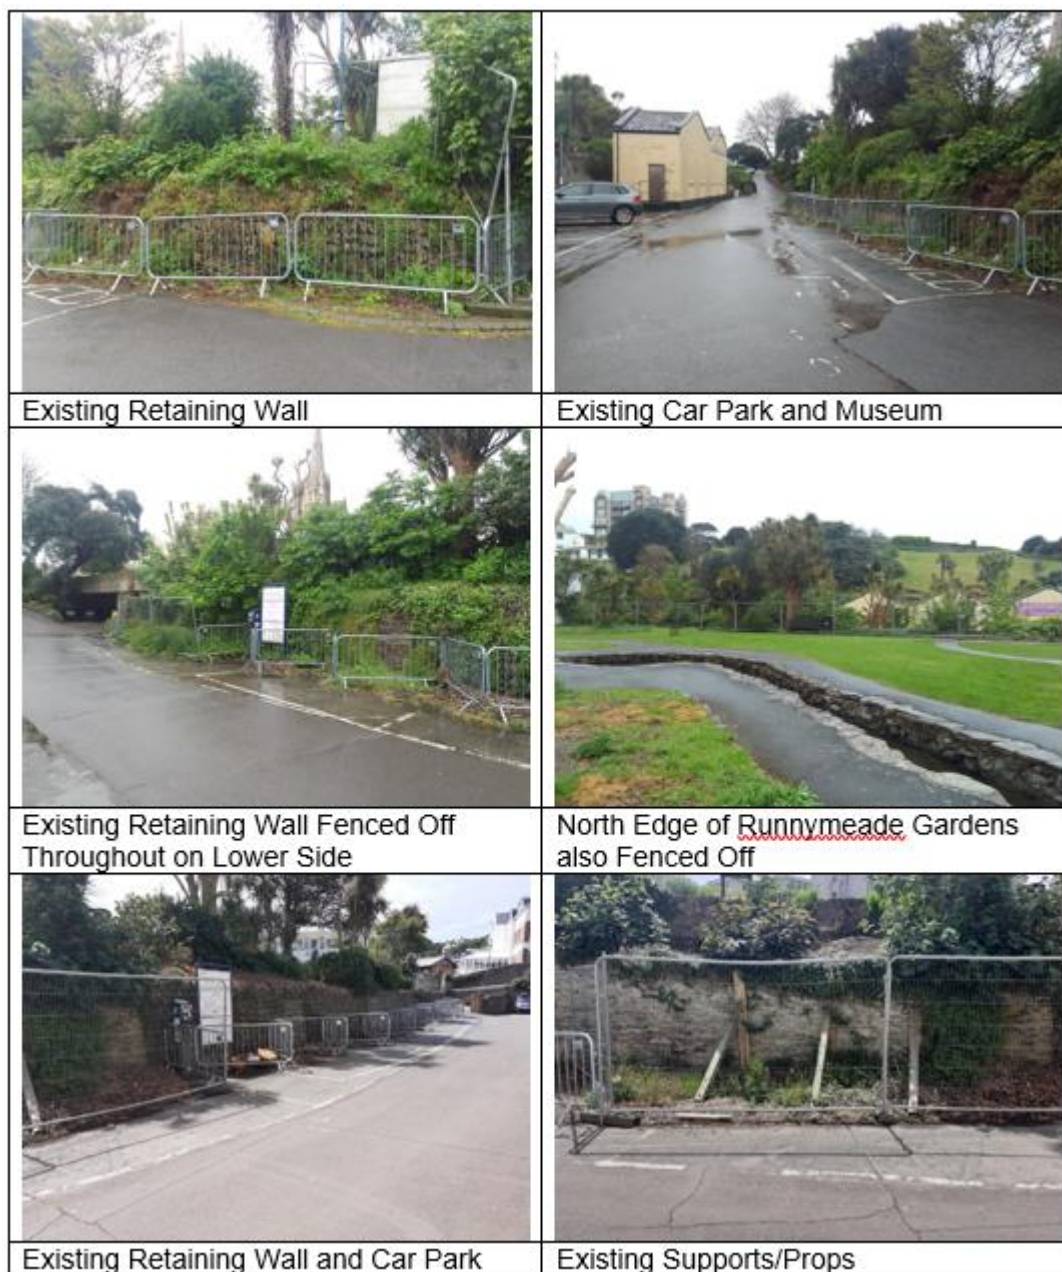 Existing Retaining Wall
Existing Car Park and Museum
Existing Retaining Wall Fenced Off
Throughout on Lower Side
North Edge of Runnymeade Gardens
also Fenced Off
Existing Retaining Wall and Car Park
Existing Supports/Props